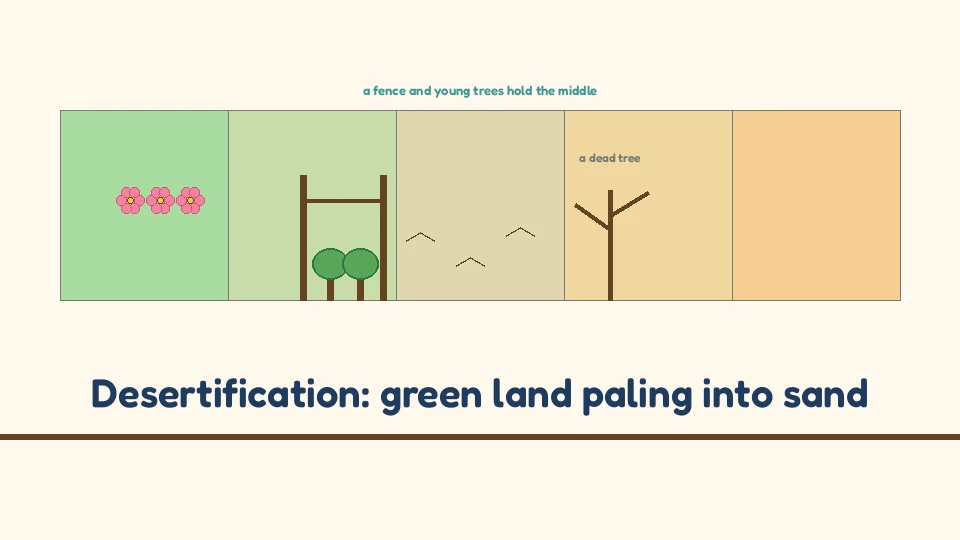 a fence and young trees hold the middle
a dead tree
Desertification: green land paling into sand